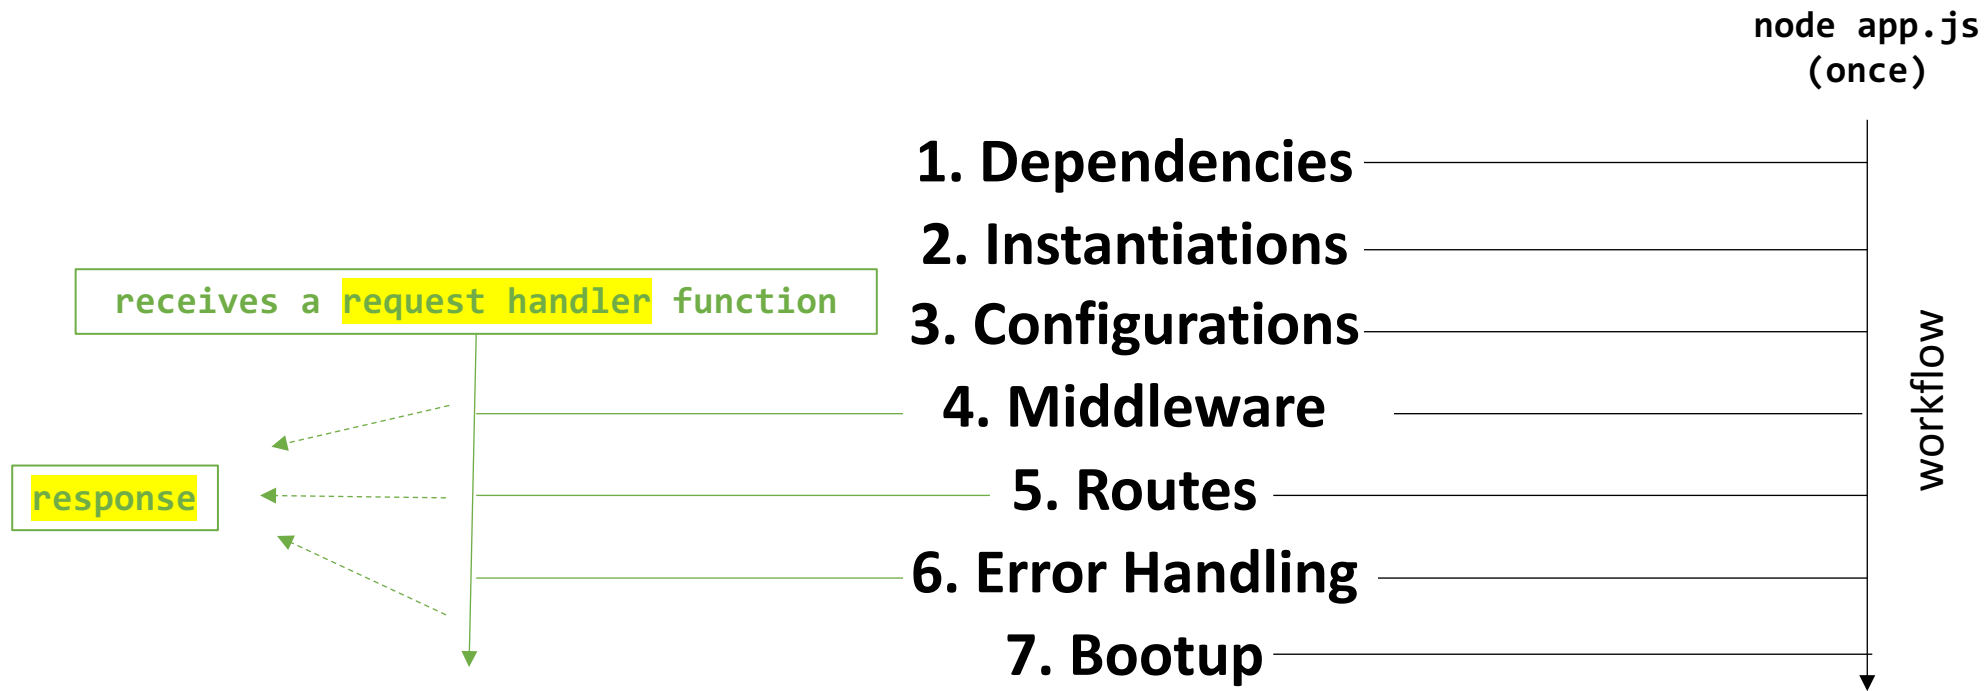 node app.js
(once)
1. Dependencies
2. Instantiations
receives a request handler function
3. Configurations
4. Middleware
workflow
response
5. Routes
6. Error Handling
7. Bootup